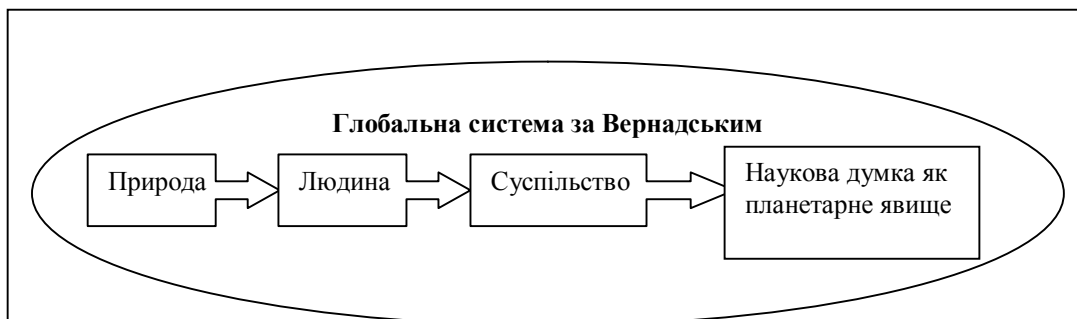 Глобальна система за Вернадським
Природа
Людина
Суспільство
Наукова думка як
планетарне явище